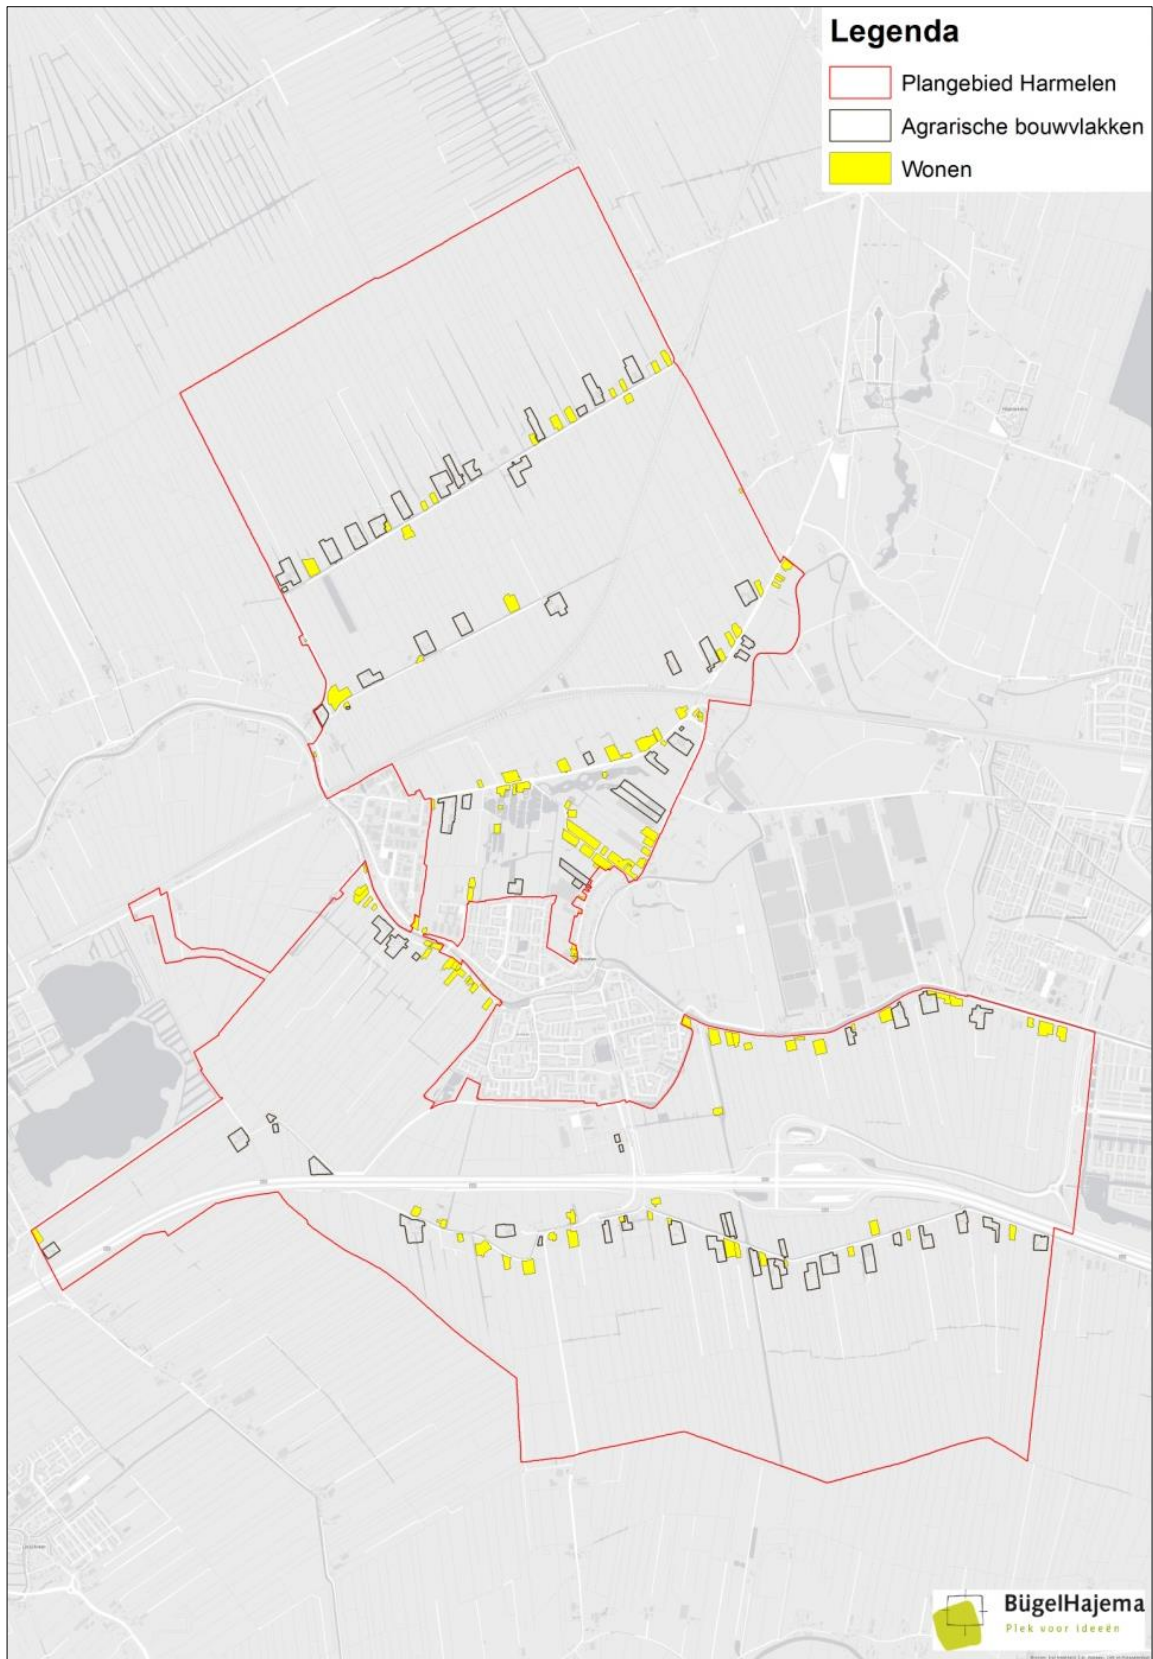 Legenda
Plangebied Harmelen
Agrarische bouwvlakken
Wonen
BügelHajema
Plek voor ideeën